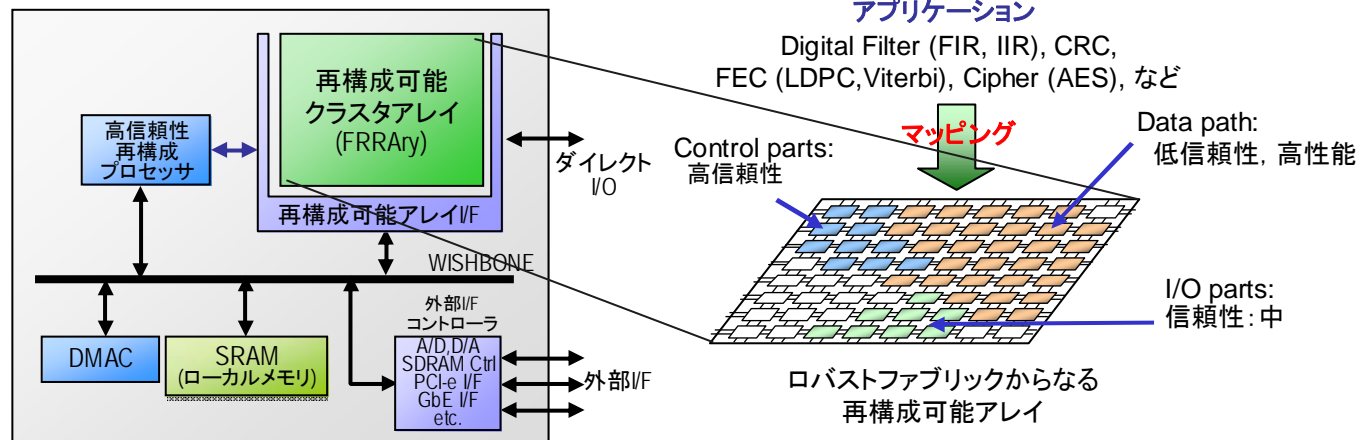 再構成可能
クラスタアレイ
(FRRAry)
高信頼性
再構成
プロセッサ
ダイレクト
I/O
再構成可能アレイI/F
WISHBONE
DMAC
SRAM
(ローカルメモリ)
外部I/F
コントローラ
A/D,D/A
SDRAM Ctrl
PCI-e I/F
GbE I/F
etc.
外部I/F
アプリケーション
Digital Filter (FIR, IIR), CRC,
FEC (LDPC,Viterbi), Cipher (AES), など
マッピング
Control parts:
高信頼性
Data path:
低信頼性, 高性能
I/O parts:
信頼性:中
ロバストファブリックからなる
再構成可能アレイ